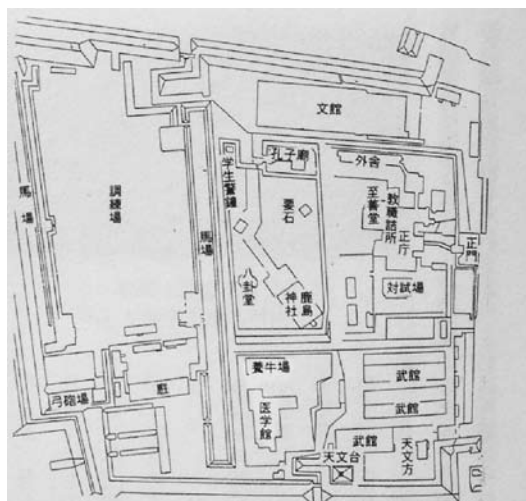 文館
孔子廟
外舎
学生警鐘
要石
至善堂
教職詰所
正庁
正門
馬場
調練場
馬場
対試場
卦堂
鹿島
神社
養牛場
武館
弓砲場
厩
医学館
武館
武館
天文台
天文方